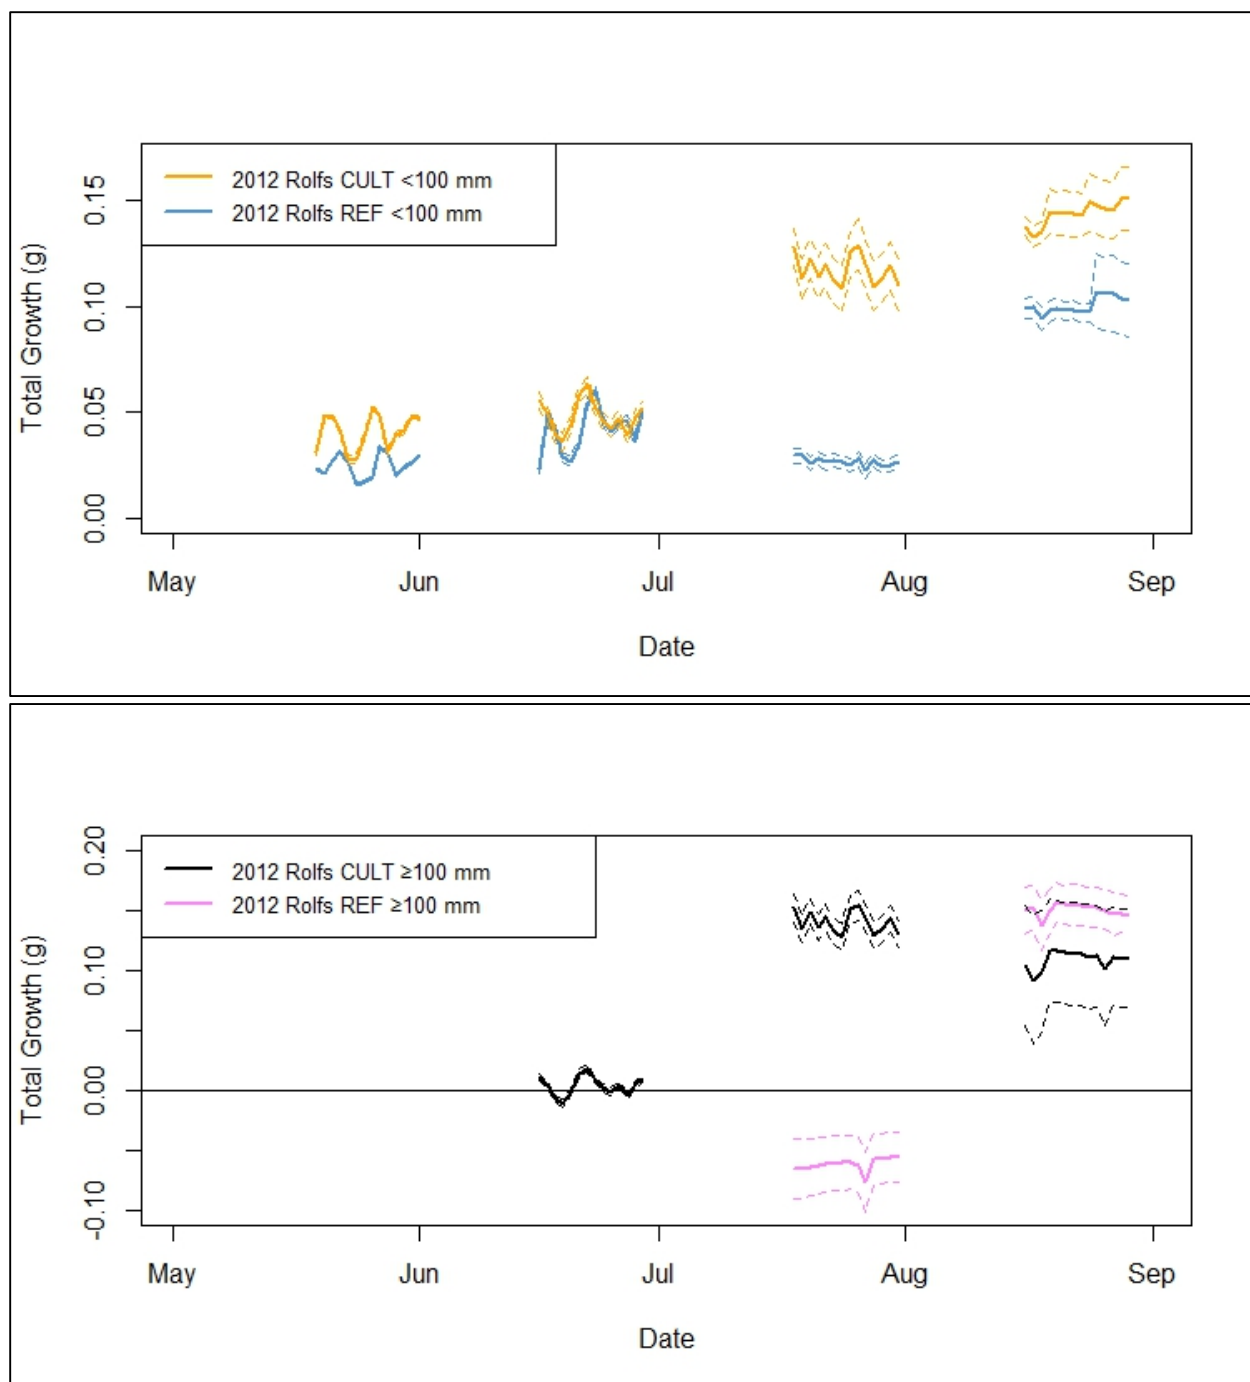 2012 Rolfs CULT <100 mm
2012 Rolfs REF <100 mm
Total Growth (g)
0.15
0.10
0.05
0.00
May Jun Jul Aug Sep
Date
2012 Rolfs CULT ≥100 mm
2012 Rolfs REF ≥100 mm
Total Growth (g)
0.20
0.10
0.00
-0.10
May Jun Jul Aug Sep
Date